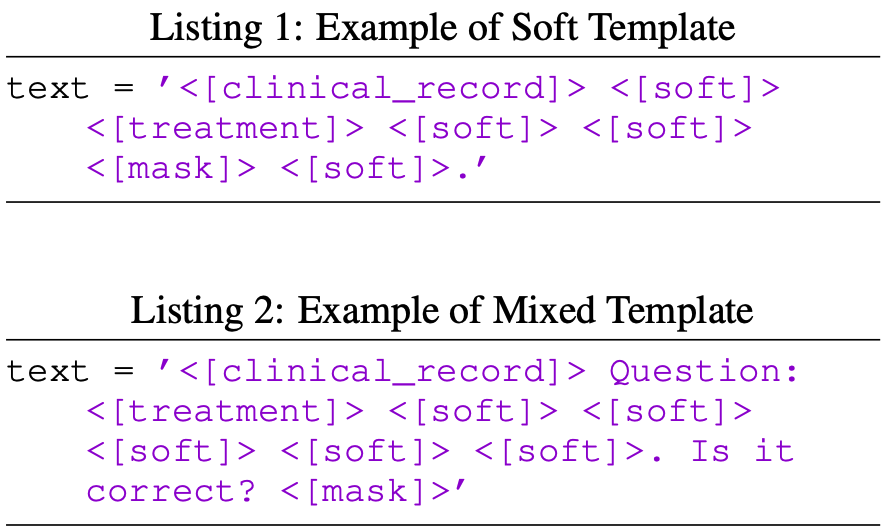 Listing 1: Example of Soft Template
text = '<[clinical_record]> <[soft]>
<[treatment]> <[soft]> <[soft]>
<[mask]> <[soft]>.'
Listing 2: Example of Mixed Template
text = '<[clinical_record]> Question:
<[treatment]> <[soft]> <[soft]>
<[soft]> <[soft]> <[soft]>. Is it
correct? <[mask]>'